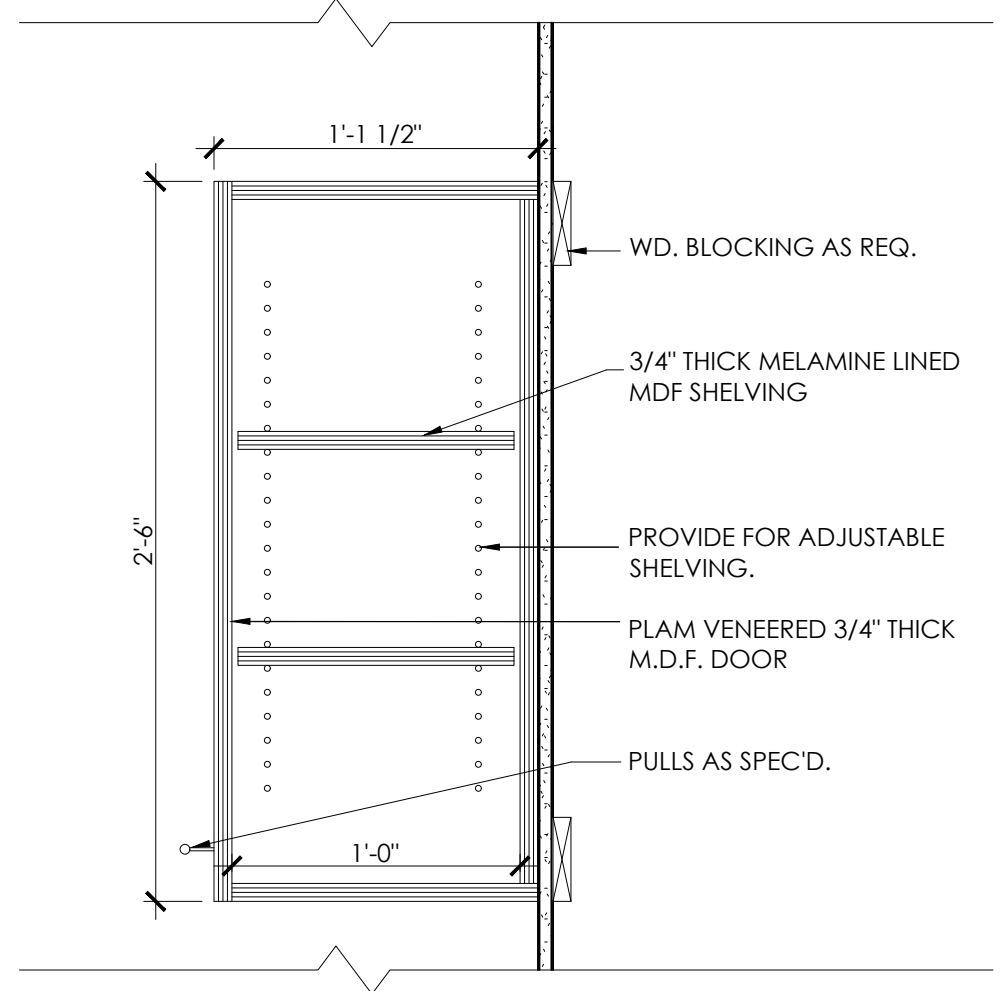 1'-1 1/2"
WD. BLOCKING AS REQ.
3/4" THICK MELAMINE LINED
MDF SHELVING
2'-6"
PROVIDE FOR ADJUSTABLE
SHELVING.
PLAM VENEERED 3/4" THICK
M.D.F. DOOR
PULLS AS SPEC'D.
1'-0"